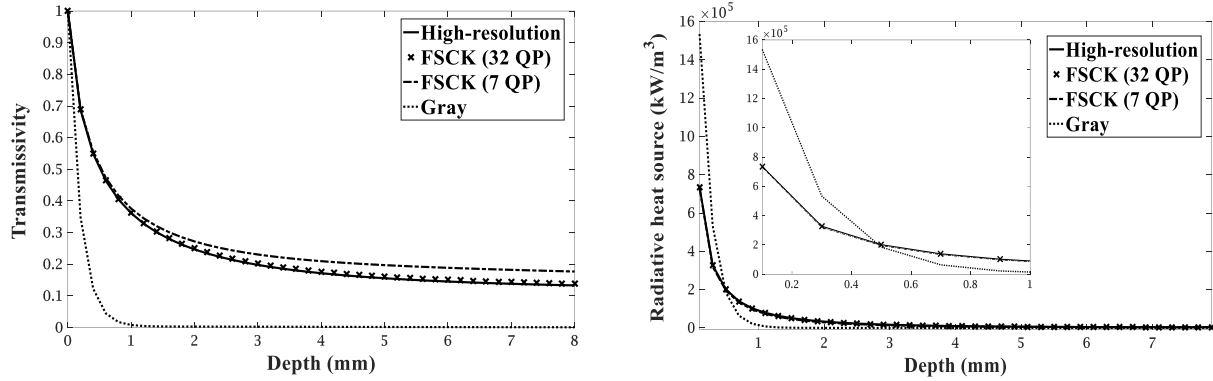 Transmissivity
1
0.9
0.8
0.7
0.6
0.5
0.4
0.3
0.2
0.1
0
0 1 2 3 4 5 6 7 8
Depth (mm)
High-resolution
FSCK (32 QP)
FSCK (7 QP)
Gray
Radiative heat source (kW/m³)
×10⁵
16
14
12
10
8
6
4
2
0
1 2 3 4 5 6 7
Depth (mm)
×10⁵
16
14
12
10
8
6
4
2
0
0.2 0.4 0.6 0.8 1
High-resolution
FSCK (32 QP)
FSCK (7 QP)
Gray